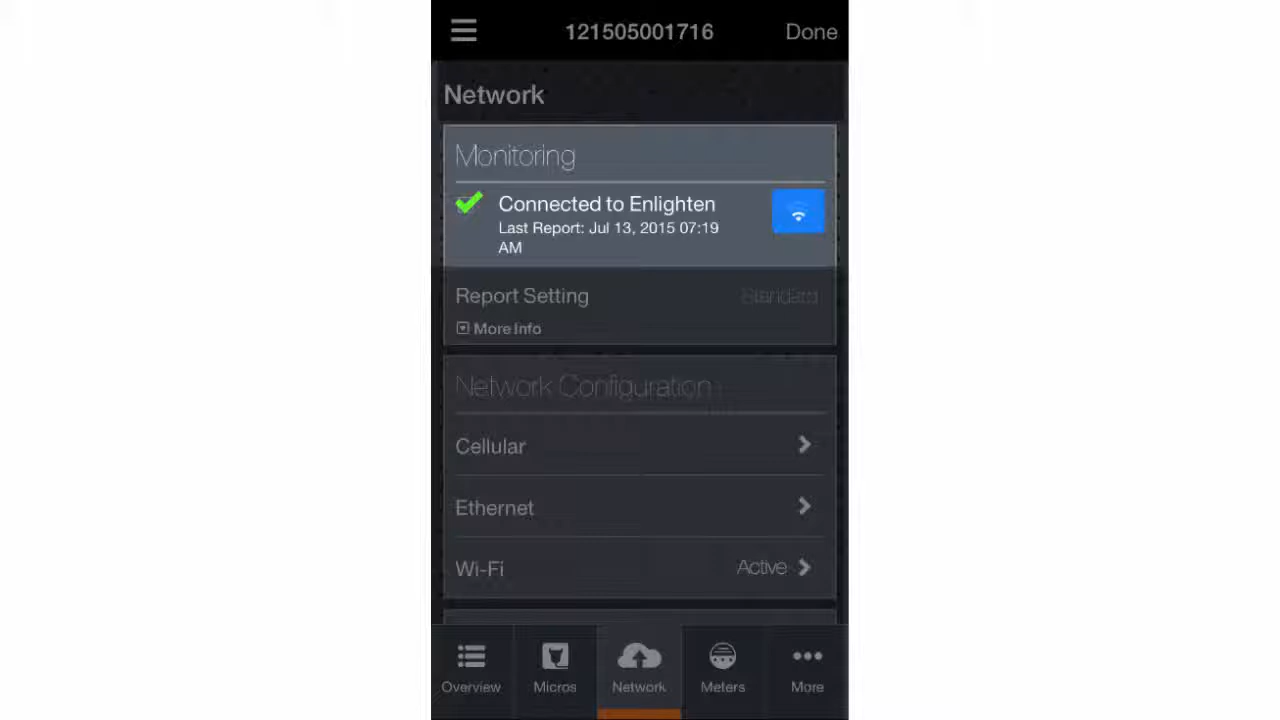 121505001716
Done
Network
Monitoring
Connected to Enlighten
Last Report: Jul 13, 2015 07:19
AM
Report Setting
Standard
More Info
Network Configuration
Cellular
Ethernet
Wi-Fi
Active
Overview
Micros
Network
Meters
More